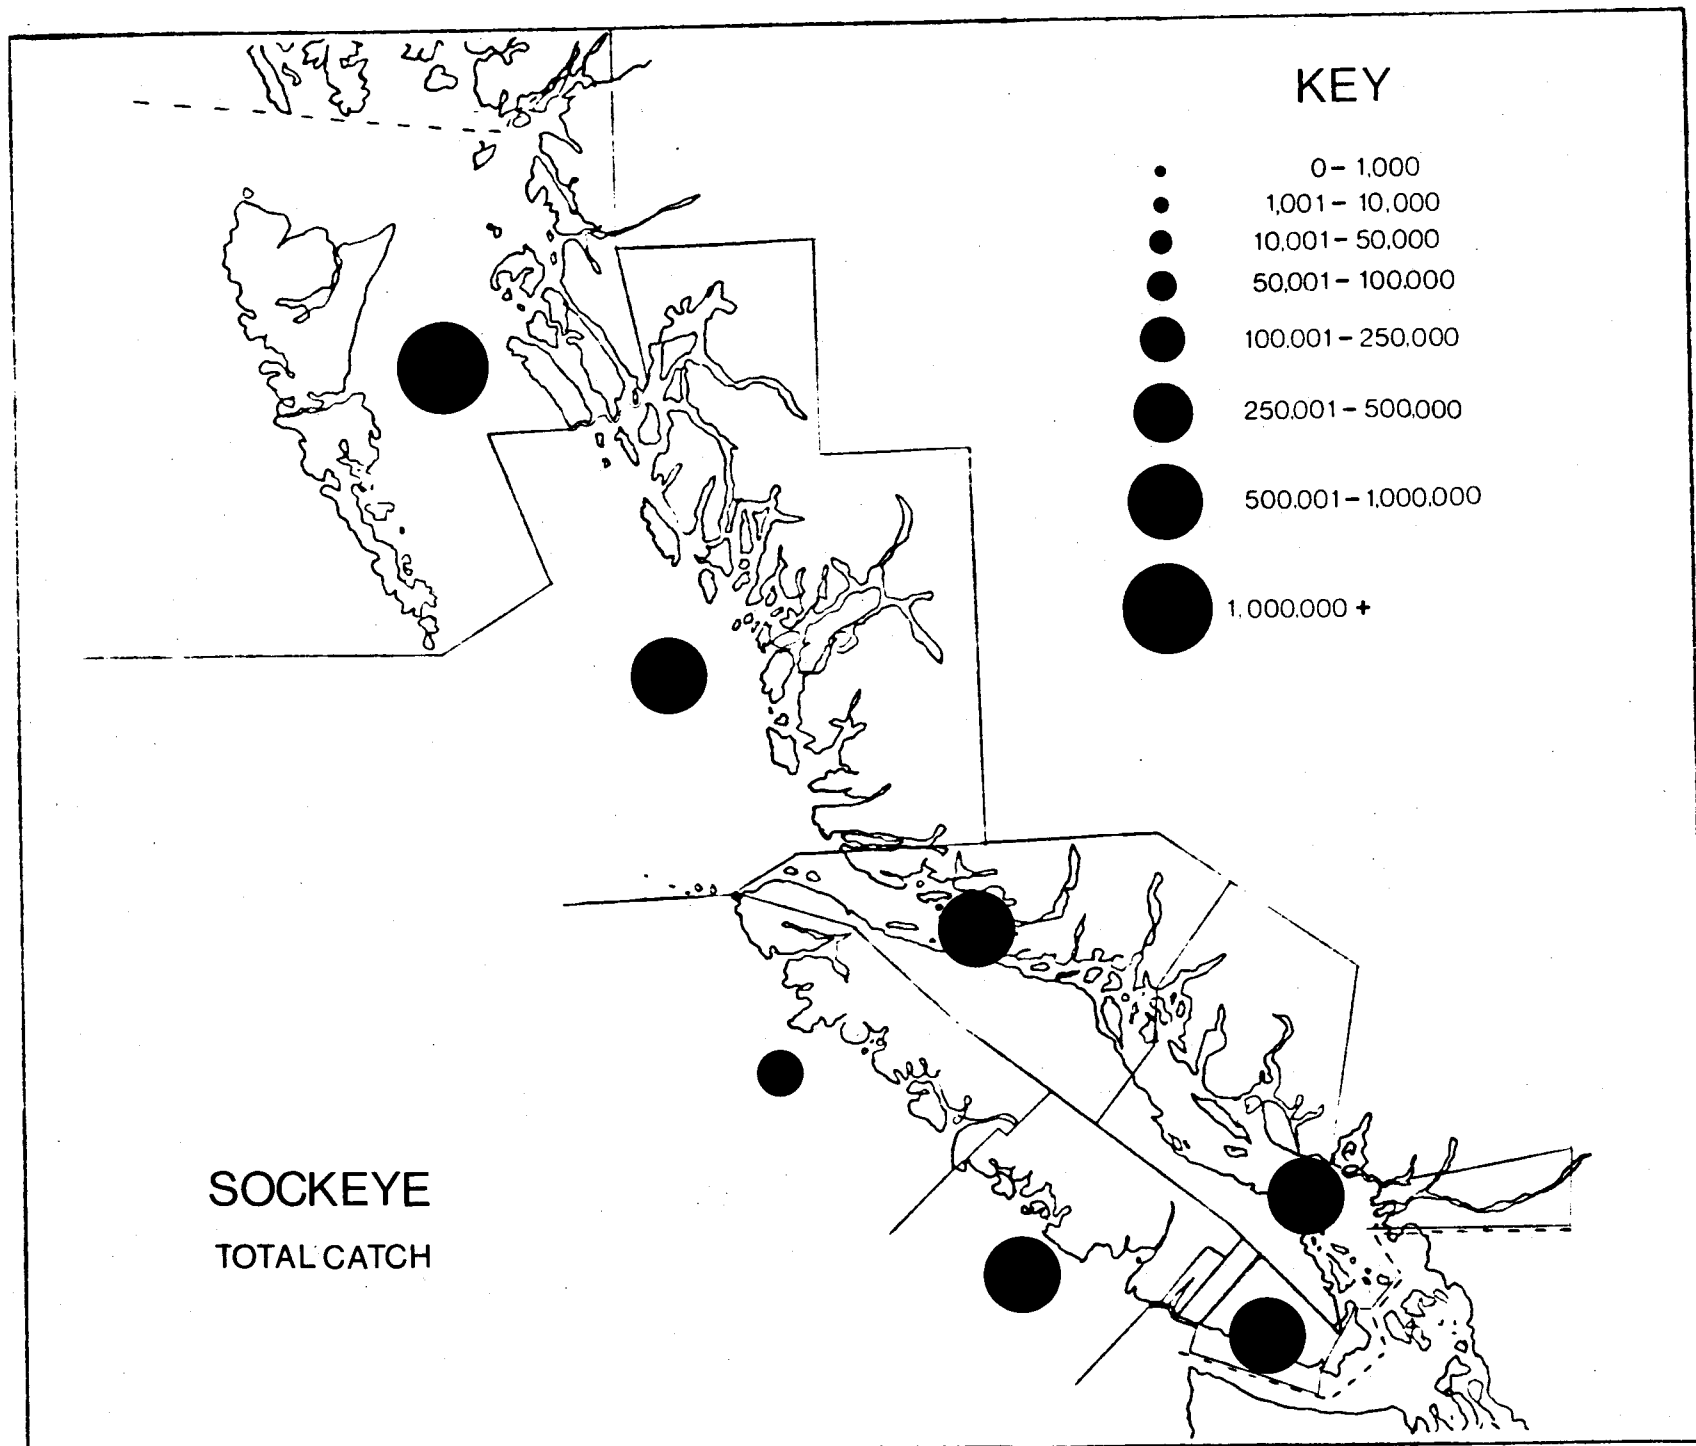 KEY
0 – 1,000
1,001 – 10,000
10,001 – 50,000
50,001 – 100.000
100.001 – 250.000
250.001 – 500.000
500.001 – 1,000,000
1,000.000 +
SOCKEYE
TOTAL CATCH